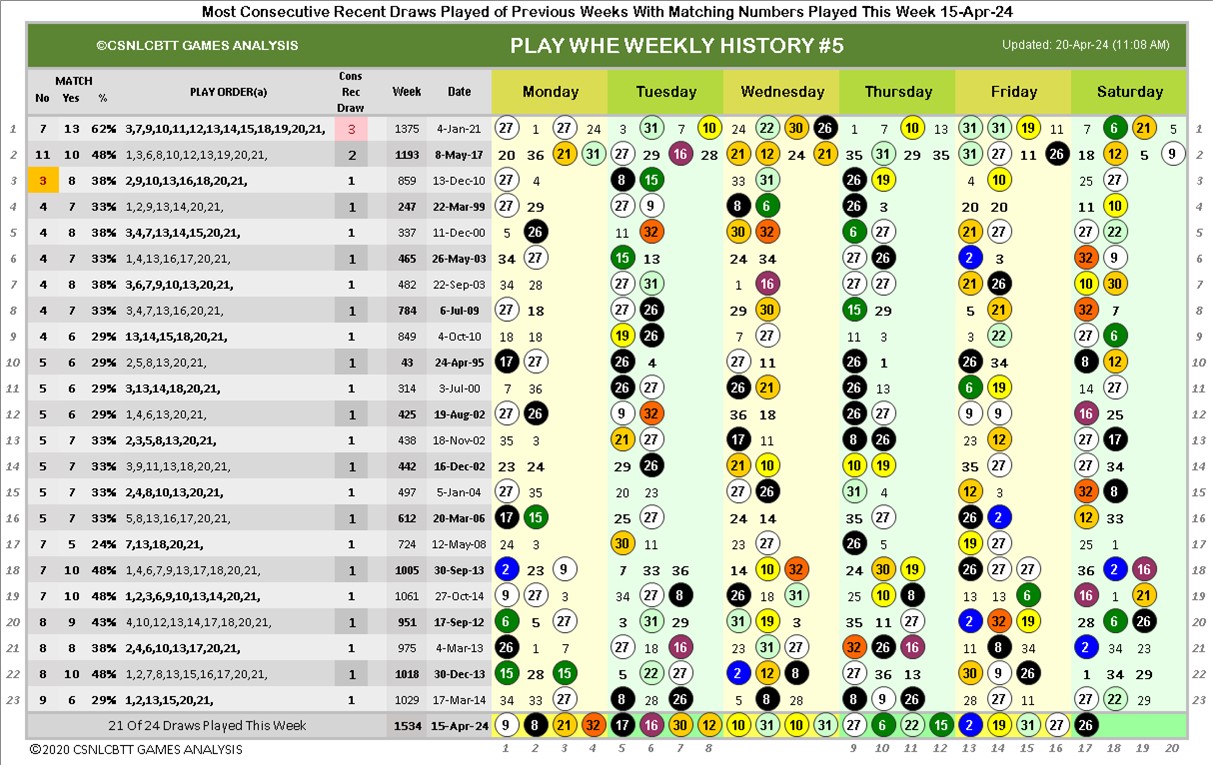 Most Consecutive Recent Draws Played of Previous Weeks With Matching Numbers Played This Week 15-Apr-24
©CSNLCBTT GAMES ANALYSIS PLAY WHE WEEKLY HISTORY #5 Updated: 20-Apr-24 (11:08 AM)
MATCH Cons
No Yes % PLAY ORDER(a) Rec Week Date Monday Tuesday Wednesday Thursday Friday Saturday
Draw
1 7 13 62% 3,7,9,10,11,12,13,14,15,18,19,20,21, 3 1375 4-Jan-21 27 1 27 24 3 31 7 10 24 22 30 26 1 7 10 13 31 31 19 11 7 6 21 5 1
2 11 10 48% 1,3,6,8,10,12,13,19,20,21, 2 1193 8-May-17 20 36 21 31 27 29 16 28 21 12 24 21 35 31 29 35 31 27 11 26 18 12 5 9 2
3 3 8 38% 2,9,10,13,16,18,20,21, 1 859 13-Dec-10 27 4 8 15 33 31 26 19 4 10 25 27 3
4 4 7 33% 1,2,9,13,14,20,21, 1 247 22-Mar-99 27 29 27 9 8 6 26 3 20 20 11 10 4
5 4 8 38% 3,4,7,13,14,15,20,21, 1 337 11-Dec-00 5 26 11 32 30 32 6 27 21 27 27 22 5
6 4 7 33% 1,4,13,16,17,20,21, 1 465 26-May-03 34 27 15 13 24 34 27 26 2 3 32 9 6
7 4 8 38% 3,6,7,9,10,13,20,21, 1 482 22-Sep-03 34 28 27 31 1 16 27 27 21 26 10 30 7
8 4 7 33% 3,4,7,13,16,20,21, 1 784 6-Jul-09 27 18 27 26 29 30 15 29 5 21 32 7 8
9 4 6 29% 13,14,15,18,20,21, 1 849 4-Oct-10 18 18 19 26 7 27 11 3 3 22 27 6 9
10 5 6 29% 2,5,8,13,20,21, 1 43 24-Apr-95 17 27 26 4 27 11 26 1 26 34 8 12 10
11 5 6 29% 3,13,14,18,20,21, 1 314 3-Jul-00 7 36 26 27 26 21 26 13 6 19 14 27 11
12 5 6 29% 1,4,6,13,20,21, 1 425 19-Aug-02 27 26 9 32 36 18 26 27 9 9 16 25 12
13 5 7 33% 2,3,5,8,13,20,21, 1 438 18-Nov-02 35 3 21 27 17 11 8 26 23 12 27 17 13
14 5 7 33% 3,9,11,13,18,20,21, 1 442 16-Dec-02 23 24 29 26 21 10 10 19 35 27 27 34 14
15 5 7 33% 2,4,8,10,13,20,21, 1 497 5-Jan-04 27 35 20 23 27 26 31 4 12 3 32 8 15
16 5 7 33% 5,8,13,16,17,20,21, 1 612 20-Mar-06 17 15 25 27 24 14 35 27 26 2 12 33 16
17 7 5 24% 7,13,18,20,21, 1 724 12-May-08 24 3 30 11 23 27 26 5 19 27 25 1 17
18 7 10 48% 1,4,6,7,9,13,17,18,20,21, 1 1005 30-Sep-13 2 23 9 7 33 36 14 10 32 24 30 19 26 27 27 36 2 16 18
19 7 10 48% 1,2,3,6,9,10,13,14,20,21, 1 1061 27-Oct-14 9 27 3 34 27 8 26 18 31 25 10 8 13 13 6 16 1 21 19
20 7 9 43% 4,10,12,13,14,17,18,20,21, 1 951 17-Sep-12 6 5 27 3 31 29 31 19 3 35 11 27 2 32 19 28 6 26 20
21 8 8 38% 2,4,6,10,13,17,20,21, 1 975 4-Mar-13 26 1 7 27 18 16 23 31 27 32 26 16 11 8 34 2 34 23 21
22 8 10 48% 1,2,7,8,13,15,16,17,20,21, 1 1018 30-Dec-13 15 28 15 5 22 27 2 12 8 27 36 13 30 9 26 1 34 29 22
23 9 6 29% 1,2,13,15,20,21, 1 1029 17-Mar-14 34 33 27 8 28 26 5 8 28 8 9 26 28 27 11 27 22 29 23
21 Of 24 Draws Played This Week 1534 15-Apr-24 9 8 21 32 17 16 30 12 10 31 10 31 27 6 22 15 2 19 31 27 26
©2020 CSNLCBTT GAMES ANALYSIS 1 2 3 4 5 6 7 8 9 10 11 12 13 14 15 16 17 18 19 20